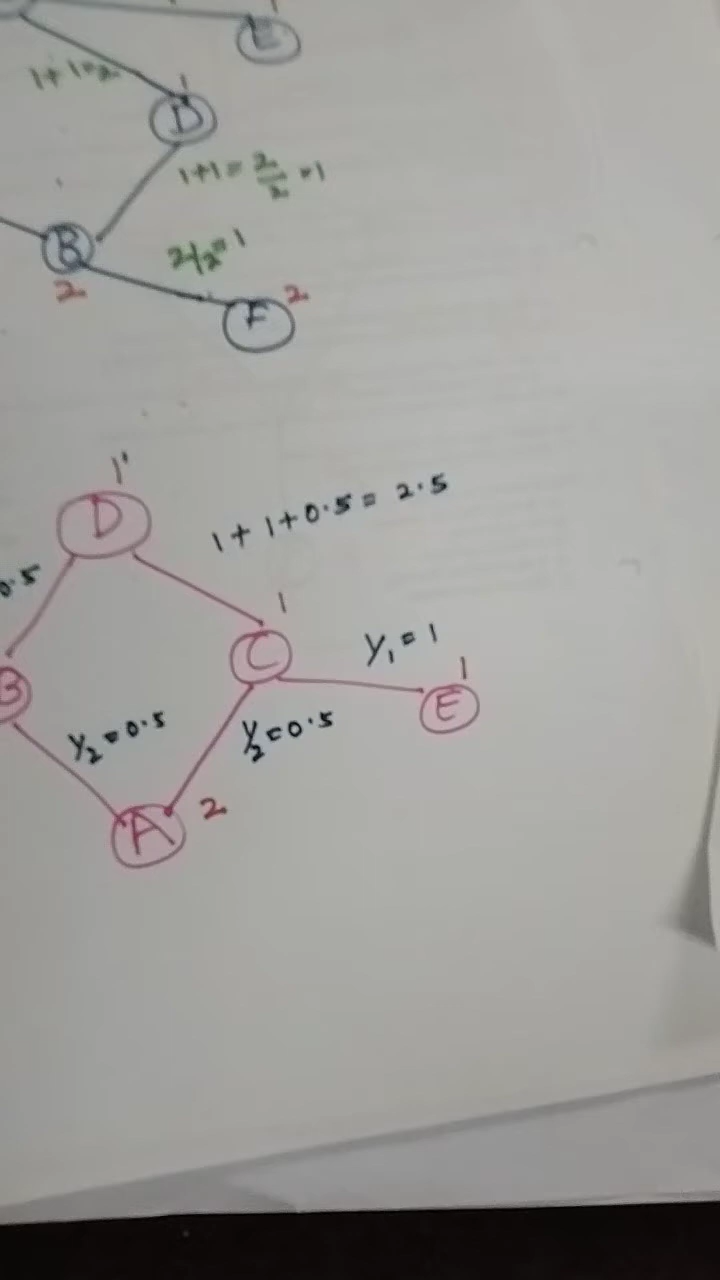 E
1+1=2
1
D
1+1= 2/2 = 1
B
2/2=1
2
2
F
1
D
1+1+0.5 = 2.5
0.5
1
C
Y1 = 1
1
B
E
Y2=0.5
Y2=0.5
A
2